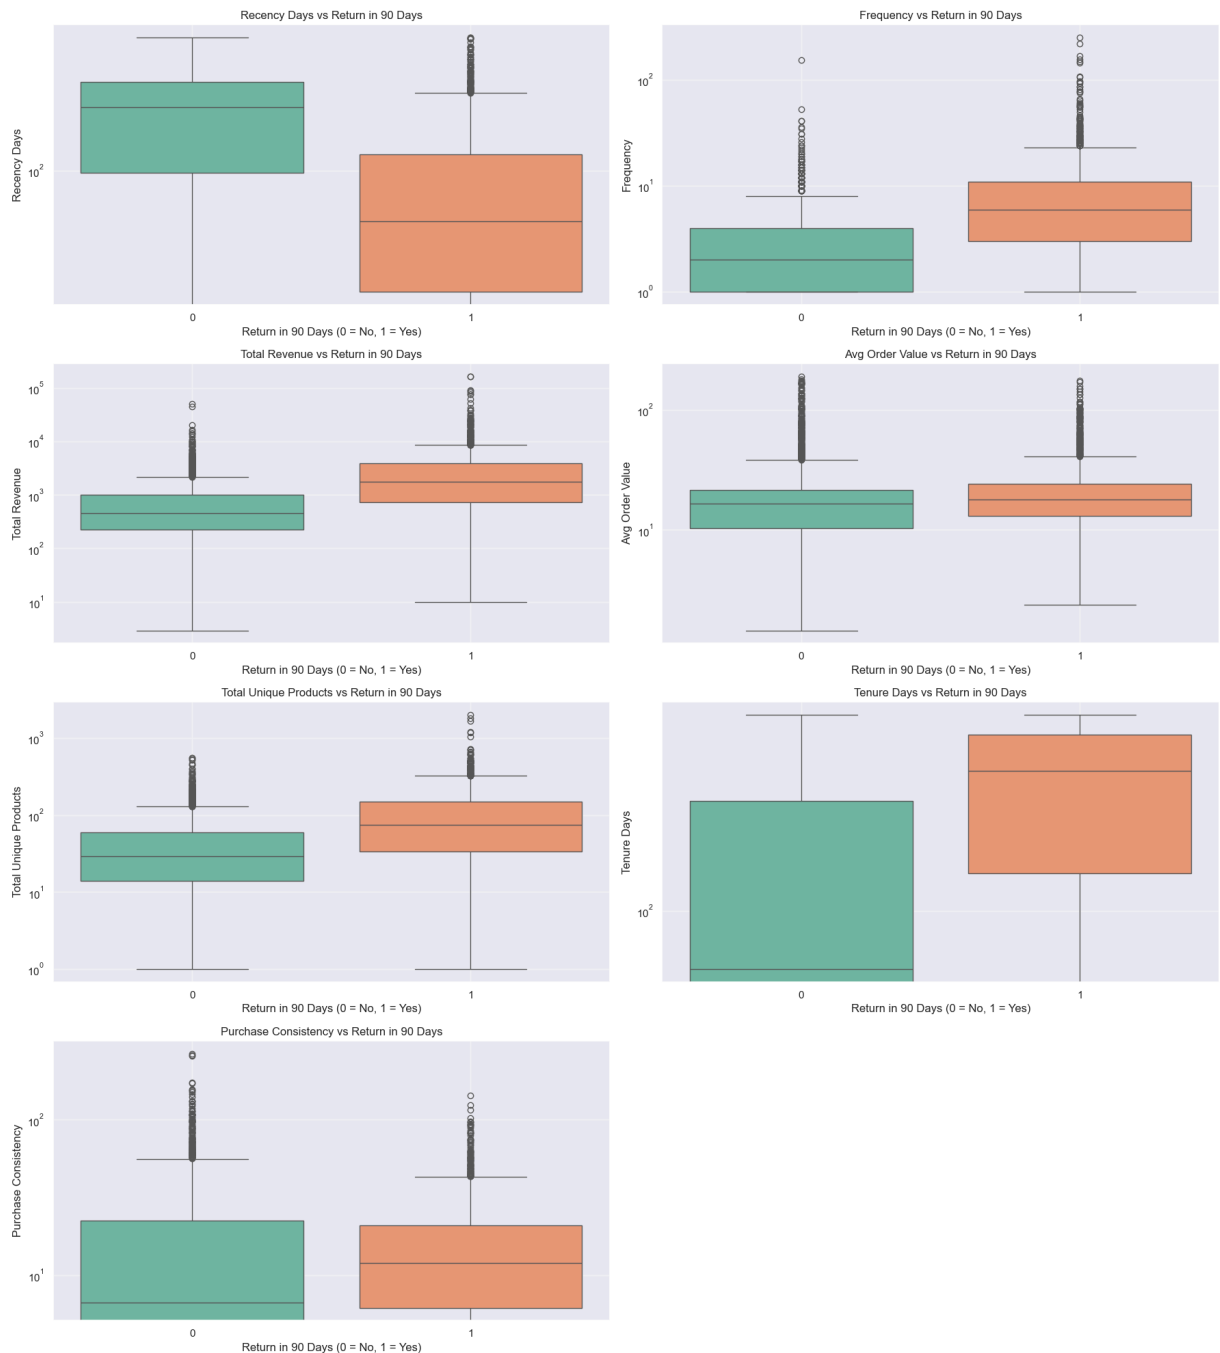 Recency Days vs Return in 90 Days
Recency Days
10²
0
1
Return in 90 Days (0 = No, 1 = Yes)
Frequency vs Return in 90 Days
Frequency
10²
10¹
10⁰
0
1
Return in 90 Days (0 = No, 1 = Yes)
Total Revenue vs Return in 90 Days
Total Revenue
10⁵
10⁴
10³
10²
10¹
0
1
Return in 90 Days (0 = No, 1 = Yes)
Avg Order Value vs Return in 90 Days
Avg Order Value
10²
10¹
0
1
Return in 90 Days (0 = No, 1 = Yes)
Total Unique Products vs Return in 90 Days
Total Unique Products
10³
10²
10¹
10⁰
0
1
Return in 90 Days (0 = No, 1 = Yes)
Tenure Days vs Return in 90 Days
Tenure Days
10²
0
1
Return in 90 Days (0 = No, 1 = Yes)
Purchase Consistency vs Return in 90 Days
Purchase Consistency
10²
10¹
0
1
Return in 90 Days (0 = No, 1 = Yes)